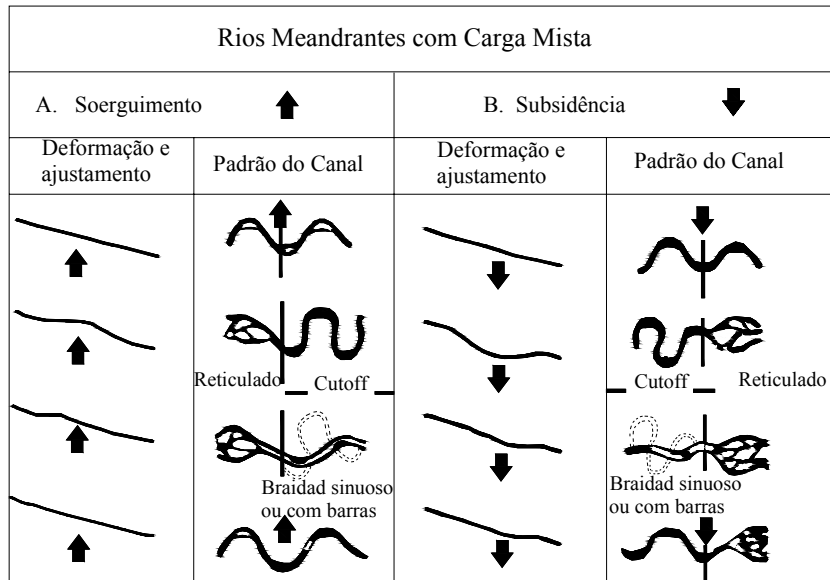 Rios Meandrantes com Carga Mista
A. Soerguimento
B. Subsidência
Deformação e
ajustamento
Padrão do Canal
Deformação e
ajustamento
Padrão do Canal
Reticulado
Cutoff
Braidad sinuoso
ou com barras
Cutoff
Reticulado
Braidad sinuoso
ou com barras